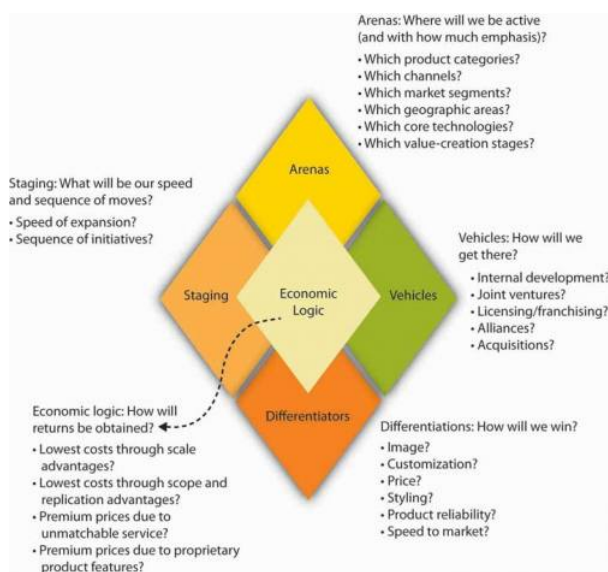 Arenas: Where will we be active
(and with how much emphasis)?
• Which product categories?
• Which channels?
• Which market segments?
• Which geographic areas?
• Which core technologies?
• Which value-creation stages?
Arenas
Staging: What will be our speed
and sequence of moves?
• Speed of expansion?
• Sequence of initiatives?
Vehicles: How will we
get there?
• Internal development?
• Joint ventures?
• Licensing/franchising?
• Alliances?
• Acquisitions?
Staging
Economic
Logic
Vehicles
Differentiators
Economic logic: How will
returns be obtained?
• Lowest costs through scale
advantages?
• Lowest costs through scope and
replication advantages?
• Premium prices due to
unmatchable service?
• Premium prices due to proprietary
product features?
Differentiations: How will we win?
• Image?
• Customization?
• Price?
• Styling?
• Product reliability?
• Speed to market?